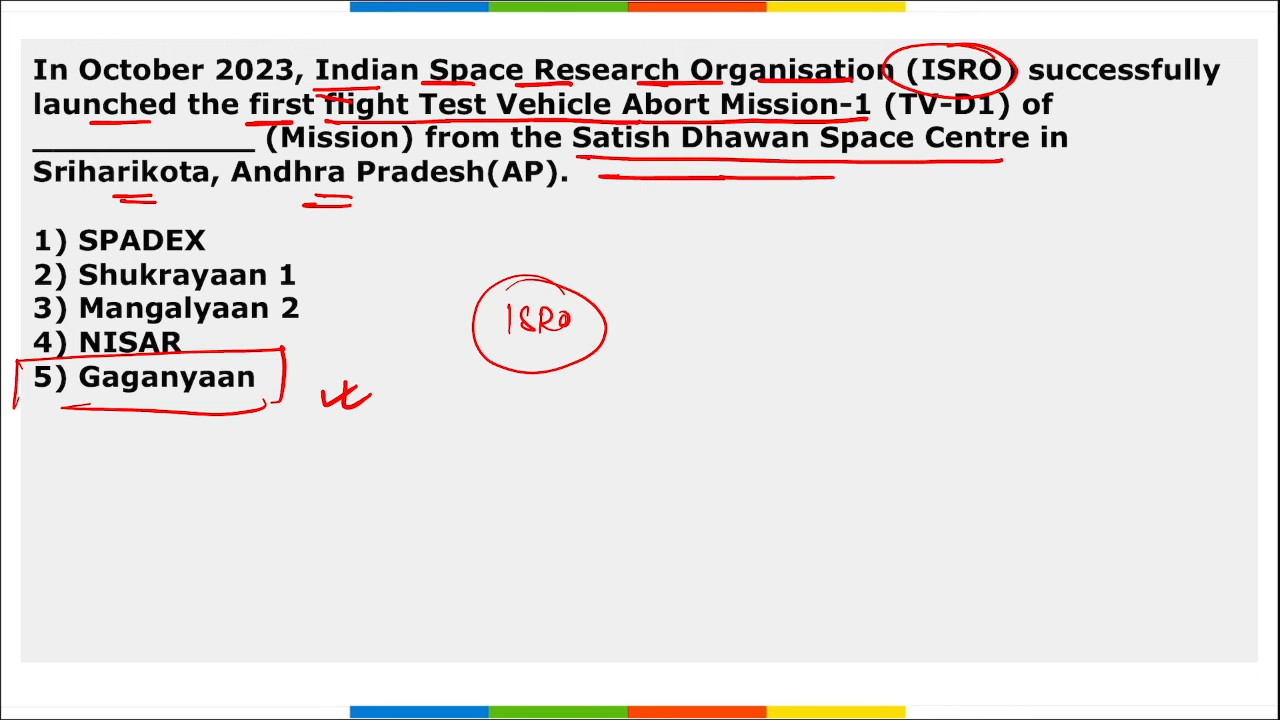 In October 2023, Indian Space Research Organisation (ISRO) successfully
launched the first flight Test Vehicle Abort Mission-1 (TV-D1) of
_____________ (Mission) from the Satish Dhawan Space Centre in
Sriharikota, Andhra Pradesh(AP).
1) SPADEX
2) Shukrayaan 1
3) Mangalyaan 2
ISRO
4) NISAR
5) Gaganyaan